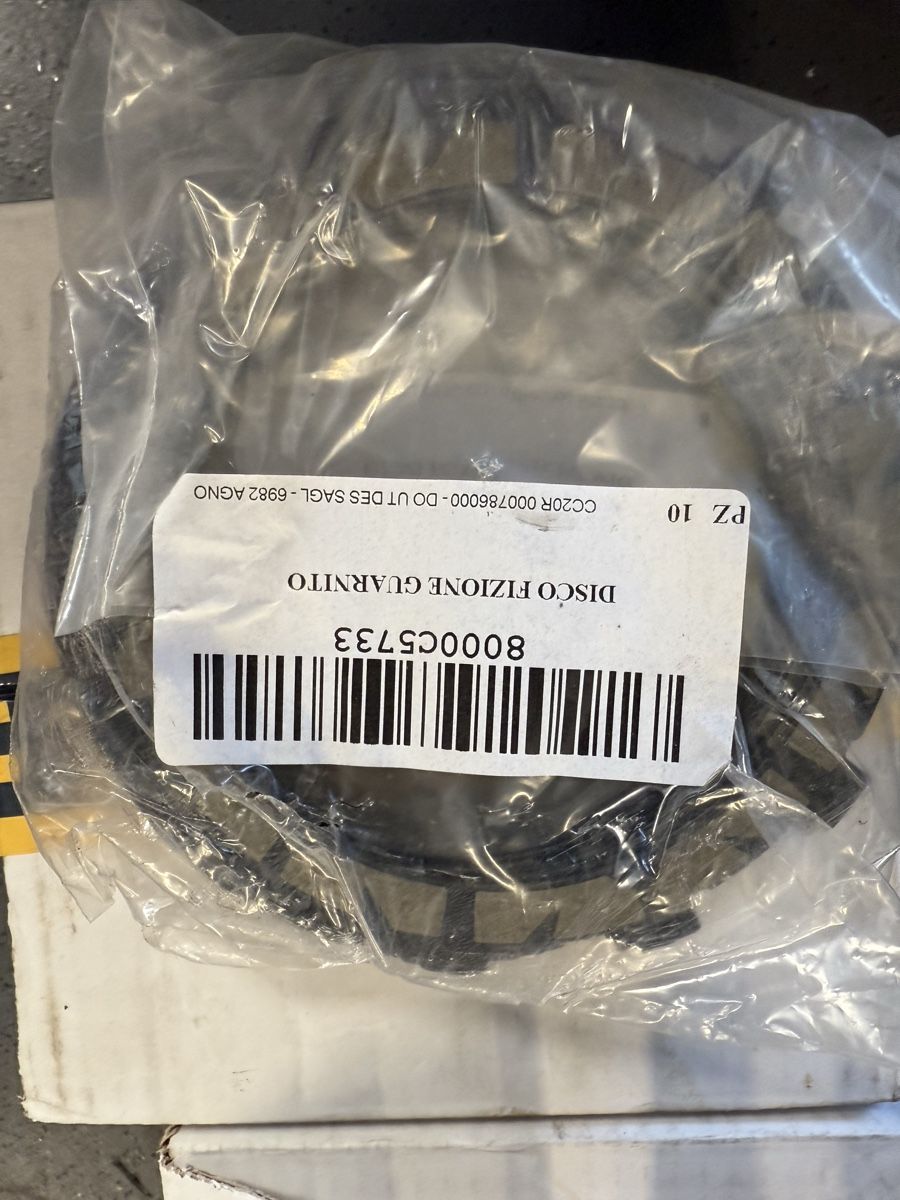 8000C5733
DISCO FIZIONE GUARNITO
PZ 10
CC20R 000786000 - DO UT DES SAGL - 6982 AGNO